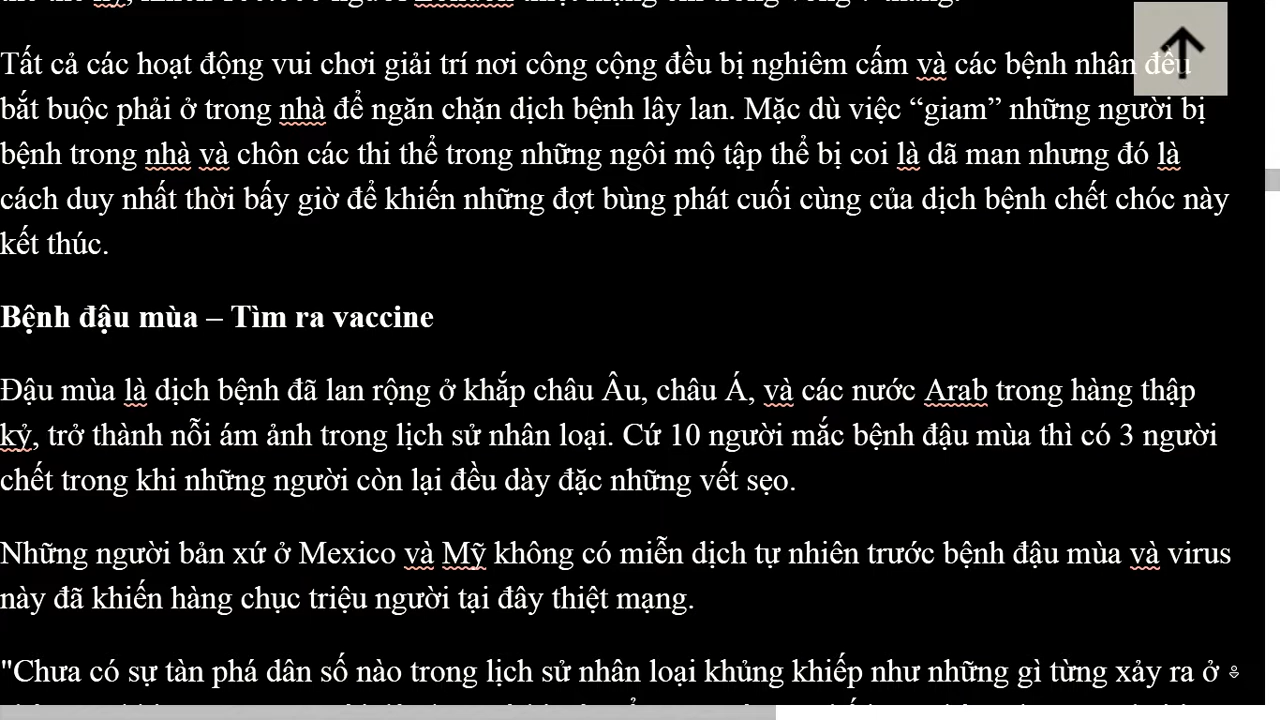 Tất cả các hoạt động vui chơi giải trí nơi công cộng đều bị nghiêm cấm và các bệnh nhân đều
bắt buộc phải ở trong nhà để ngăn chặn dịch bệnh lây lan. Mặc dù việc “giam” những người bị
bệnh trong nhà và chôn các thi thể trong những ngôi mộ tập thể bị coi là dã man nhưng đó là
cách duy nhất thời bấy giờ để khiến những đợt bùng phát cuối cùng của dịch bệnh chết chóc này
kết thúc.
Bệnh đậu mùa – Tìm ra vaccine
Đậu mùa là dịch bệnh đã lan rộng ở khắp châu Âu, châu Á, và các nước Arab trong hàng thập
kỷ, trở thành nỗi ám ảnh trong lịch sử nhân loại. Cứ 10 người mắc bệnh đậu mùa thì có 3 người
chết trong khi những người còn lại đều dày đặc những vết sẹo.
Những người bản xứ ở Mexico và Mỹ không có miễn dịch tự nhiên trước bệnh đậu mùa và virus
này đã khiến hàng chục triệu người tại đây thiệt mạng.
"Chưa có sự tàn phá dân số nào trong lịch sử nhân loại khủng khiếp như những gì từng xảy ra ở